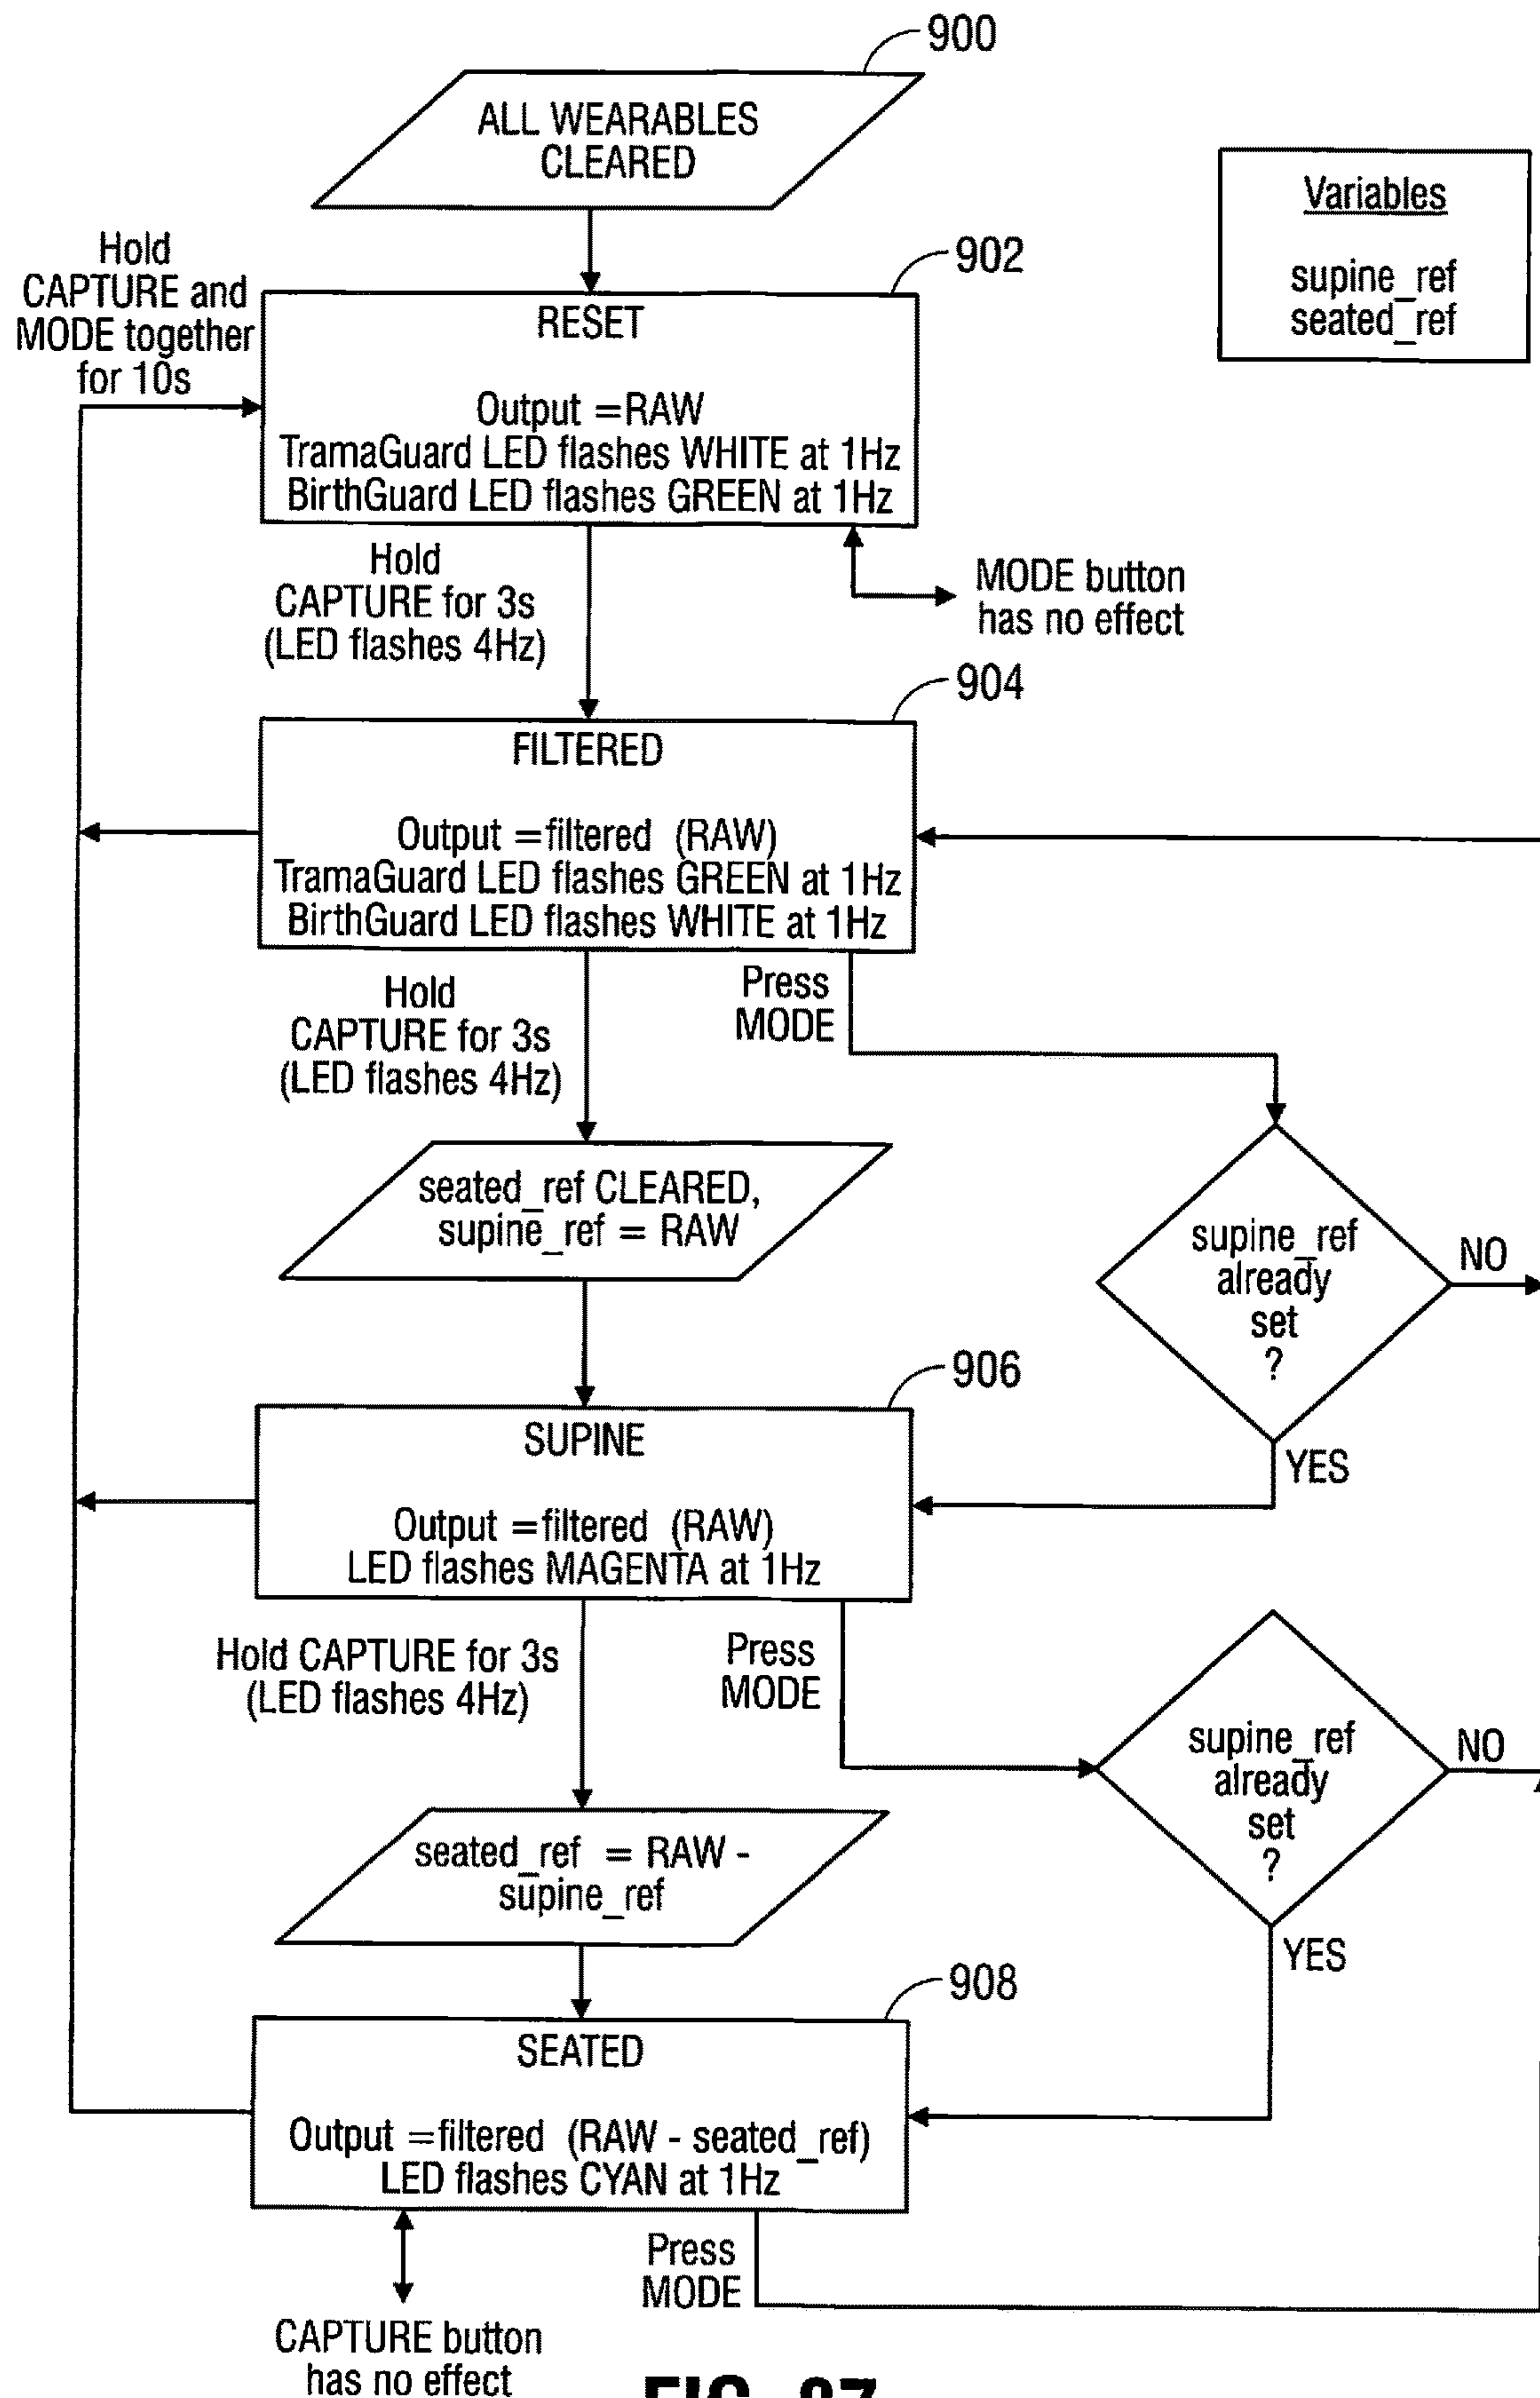 900
ALL WEARABLES
CLEARED
Variables
supine_ref
seated_ref
Hold
CAPTURE and
MODE together
for 10s
902
RESET
Output =RAW
TramaGuard LED flashes WHITE at 1Hz
BirthGuard LED flashes GREEN at 1Hz
Hold
CAPTURE for 3s
(LED flashes 4Hz)
MODE button
has no effect
904
FILTERED
Output =filtered (RAW)
TramaGuard LED flashes GREEN at 1Hz
BirthGuard LED flashes WHITE at 1Hz
Hold
CAPTURE for 3s
(LED flashes 4Hz)
Press
MODE
seated_ref CLEARED,
supine_ref = RAW
supine_ref
already
set
?
NO
YES
906
SUPINE
Output =filtered (RAW)
LED flashes MAGENTA at 1Hz
Hold CAPTURE for 3s
(LED flashes 4Hz)
Press
MODE
supine_ref
already
set
?
NO
YES
seated_ref = RAW -
supine_ref
908
SEATED
Output =filtered (RAW - seated_ref)
LED flashes CYAN at 1Hz
Press
MODE
CAPTURE button
has no effect